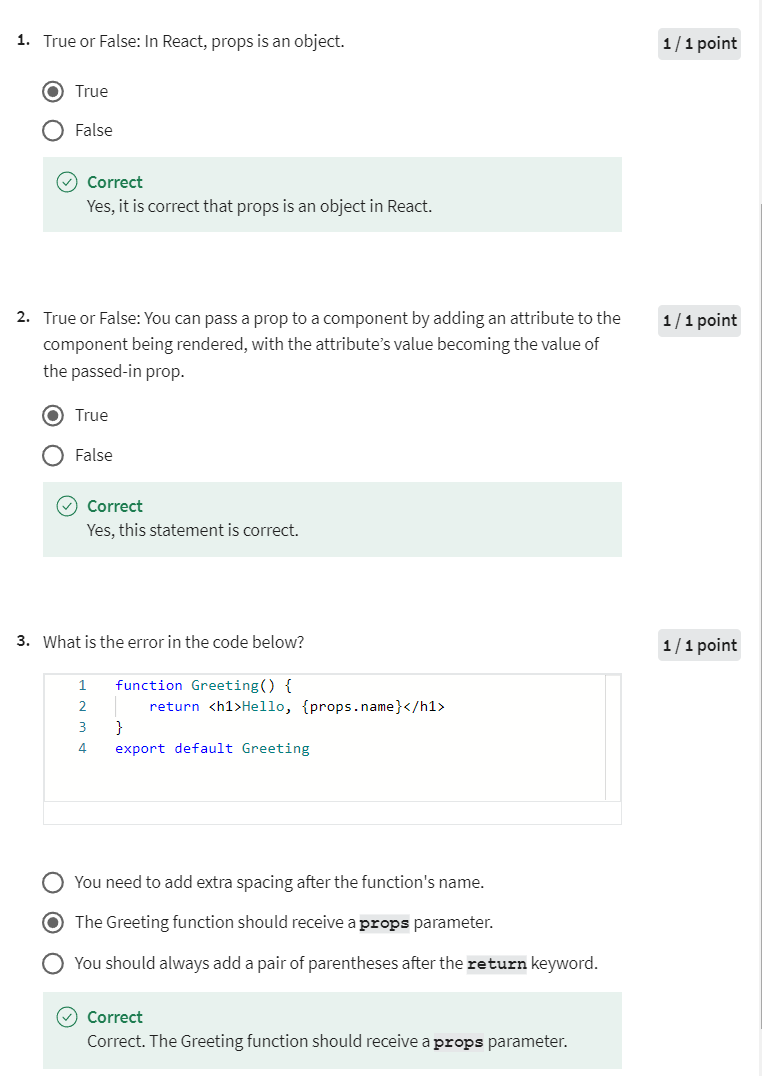 1. True or False: In React, props is an object.
1 / 1 point
True
False
Correct
Yes, it is correct that props is an object in React.
2. True or False: You can pass a prop to a component by adding an attribute to the
1 / 1 point
component being rendered, with the attribute’s value becoming the value of
the passed-in prop.
True
False
Correct
Yes, this statement is correct.
3. What is the error in the code below?
1 / 1 point
1 function Greeting() {
2 return <h1>Hello, {props.name}</h1>
3 }
4 export default Greeting
You need to add extra spacing after the function's name.
The Greeting function should receive a props parameter.
You should always add a pair of parentheses after the return keyword.
Correct
Correct. The Greeting function should receive a props parameter.